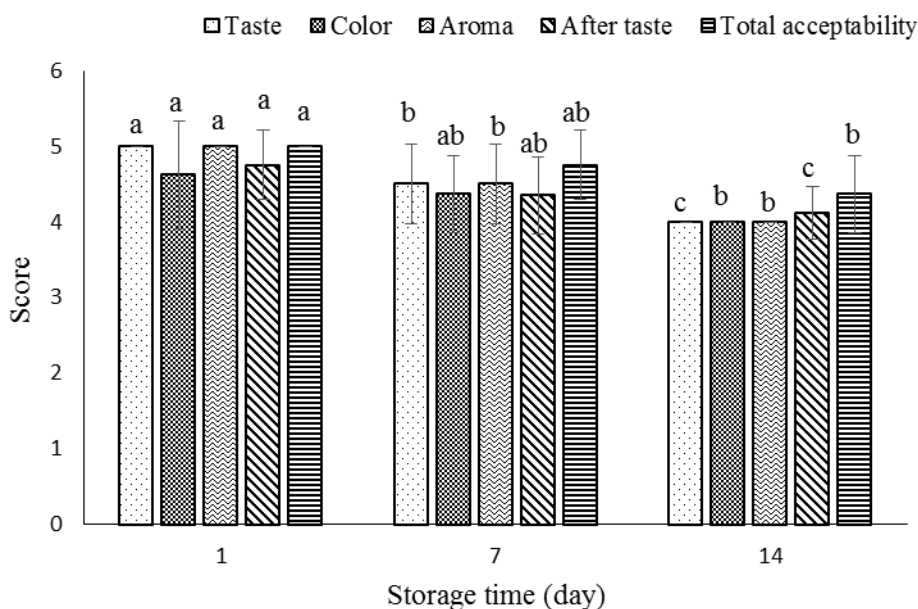 Taste Color Aroma After taste Total acceptability
6
5
4
3
2
1
0
Score
a a a a a
b ab b ab ab
c b b c b
1 7 14
Storage time (day)